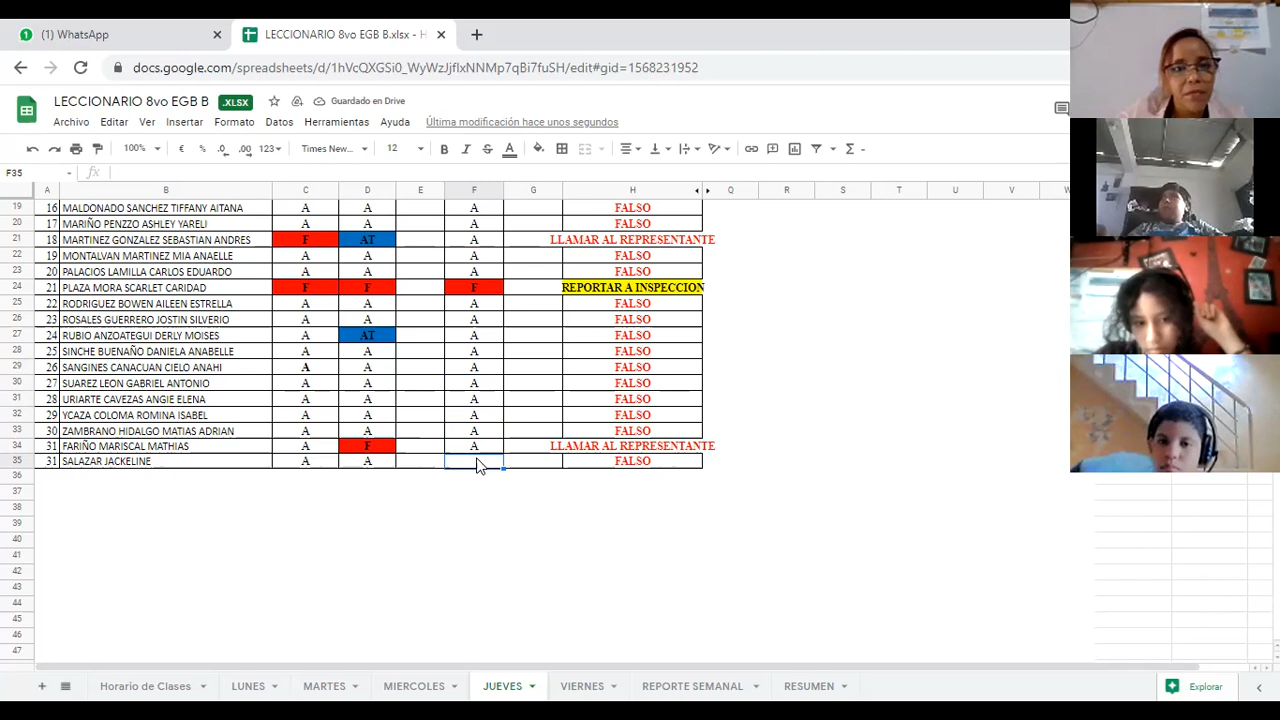 (1) WhatsApp
LECCIONARIO 8vo EGB B.xlsx - H
docs.google.com/spreadsheets/d/1hVcQXGSi0_WyWzJjfIxNNMp7qBi7fuSH/edit#gid=1568231952
LECCIONARIO 8vo EGB B .XLSX Guardado en Drive
Archivo Editar Ver Insertar Formato Datos Herramientas Ayuda Última modificación hace unos segundos
100% € % .0 .00 123 Times New... 12 B I S A
F35 fx
A B C D E F G H Q R S T U V W
19 16 MALDONADO SANCHEZ TIFFANY AITANA A A A FALSO
20 17 MARIÑO PENZZO ASHLEY YARELI A A A FALSO
21 18 MARTINEZ GONZALEZ SEBASTIAN ANDRES F AT A LLAMAR AL REPRESENTANTE
22 19 MONTALVAN MARTINEZ MIA ANAELLE A A A FALSO
23 20 PALACIOS LAMILLA CARLOS EDUARDO A A A FALSO
24 21 PLAZA MORA SCARLET CARIDAD F F F REPORTAR A INSPECCION
25 22 RODRIGUEZ BOWEN AILEEN ESTRELLA A A A FALSO
26 23 ROSALES GUERRERO JOSTIN SILVERIO A A A FALSO
27 24 RUBIO ANZOATEGUI DERLY MOISES A AT A FALSO
28 25 SINCHE BUENAÑO DANIELA ANABELLE A A A FALSO
29 26 SANGINES CANACUAN CIELO ANAHI A A A FALSO
30 27 SUAREZ LEON GABRIEL ANTONIO A A A FALSO
31 28 URIARTE CAVEZAS ANGIE ELENA A A A FALSO
32 29 YCAZA COLOMA ROMINA ISABEL A A A FALSO
33 30 ZAMBRANO HIDALGO MATIAS ADRIAN A A A FALSO
34 31 FARIÑO MARISCAL MATHIAS A F A LLAMAR AL REPRESENTANTE
35 31 SALAZAR JACKELINE A A FALSO
36
37
38
39
40
41
42
43
44
45
46
47
Horario de Clases LUNES MARTES MIERCOLES JUEVES VIERNES REPORTE SEMANAL RESUMEN Explorar